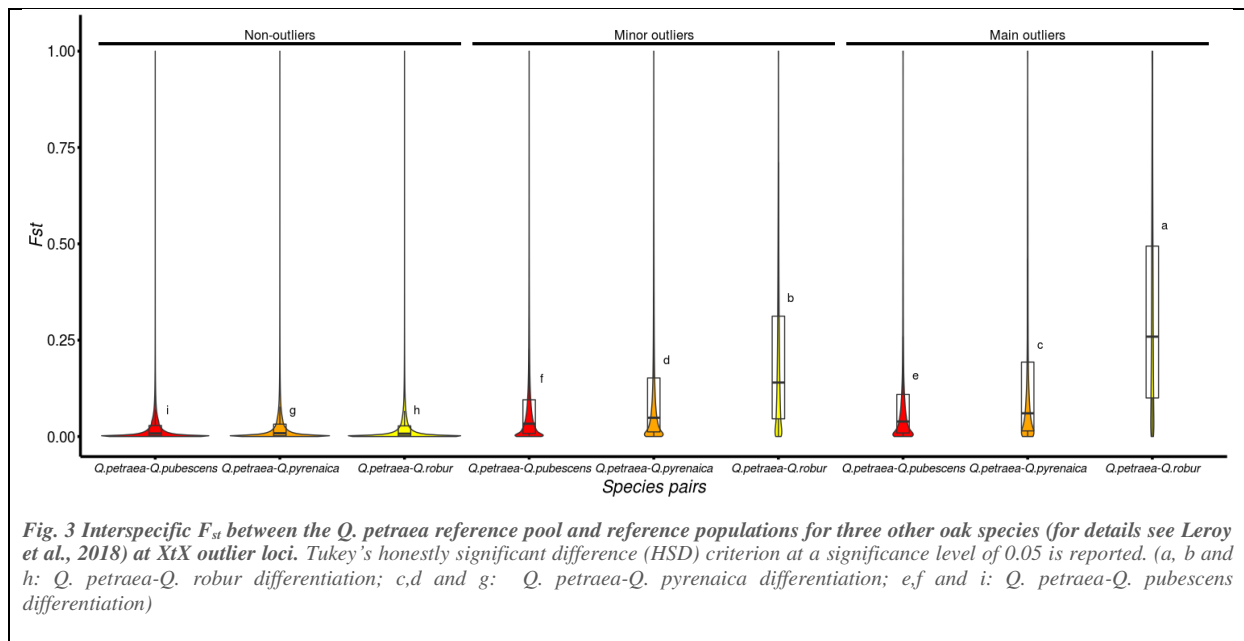 Non-outliers Minor outliers Main outliers
1.00
0.75
0.50
0.25
0.00
Fst
i g h f d b e c a
Q.petraea-Q.pubescens Q.petraea-Q.pyrenaica Q.petraea-Q.robur Q.petraea-Q.pubescens Q.petraea-Q.pyrenaica Q.petraea-Q.robur Q.petraea-Q.pubescens Q.petraea-Q.pyrenaica Q.petraea-Q.robur
Species pairs
Fig. 3 Interspecific Fst between the Q. petraea reference pool and reference populations for three other oak species (for details see Leroy
et al., 2018) at XtX outlier loci. Tukey's honestly significant difference (HSD) criterion at a significance level of 0.05 is reported. (a, b and
h: Q. petraea-Q. robur differentiation; c,d and g: Q. petraea-Q. pyrenaica differentiation; e,f and i: Q. petraea-Q. pubescens
differentiation)